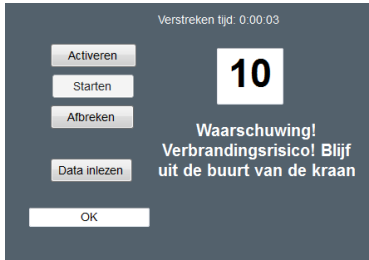 Verstreken tijd: 0:00:03
Activeren
Starten
Afbreken
Data inlezen
OK
10
Waarschuwing!
Verbrandingsrisico! Blijf
uit de buurt van de kraan